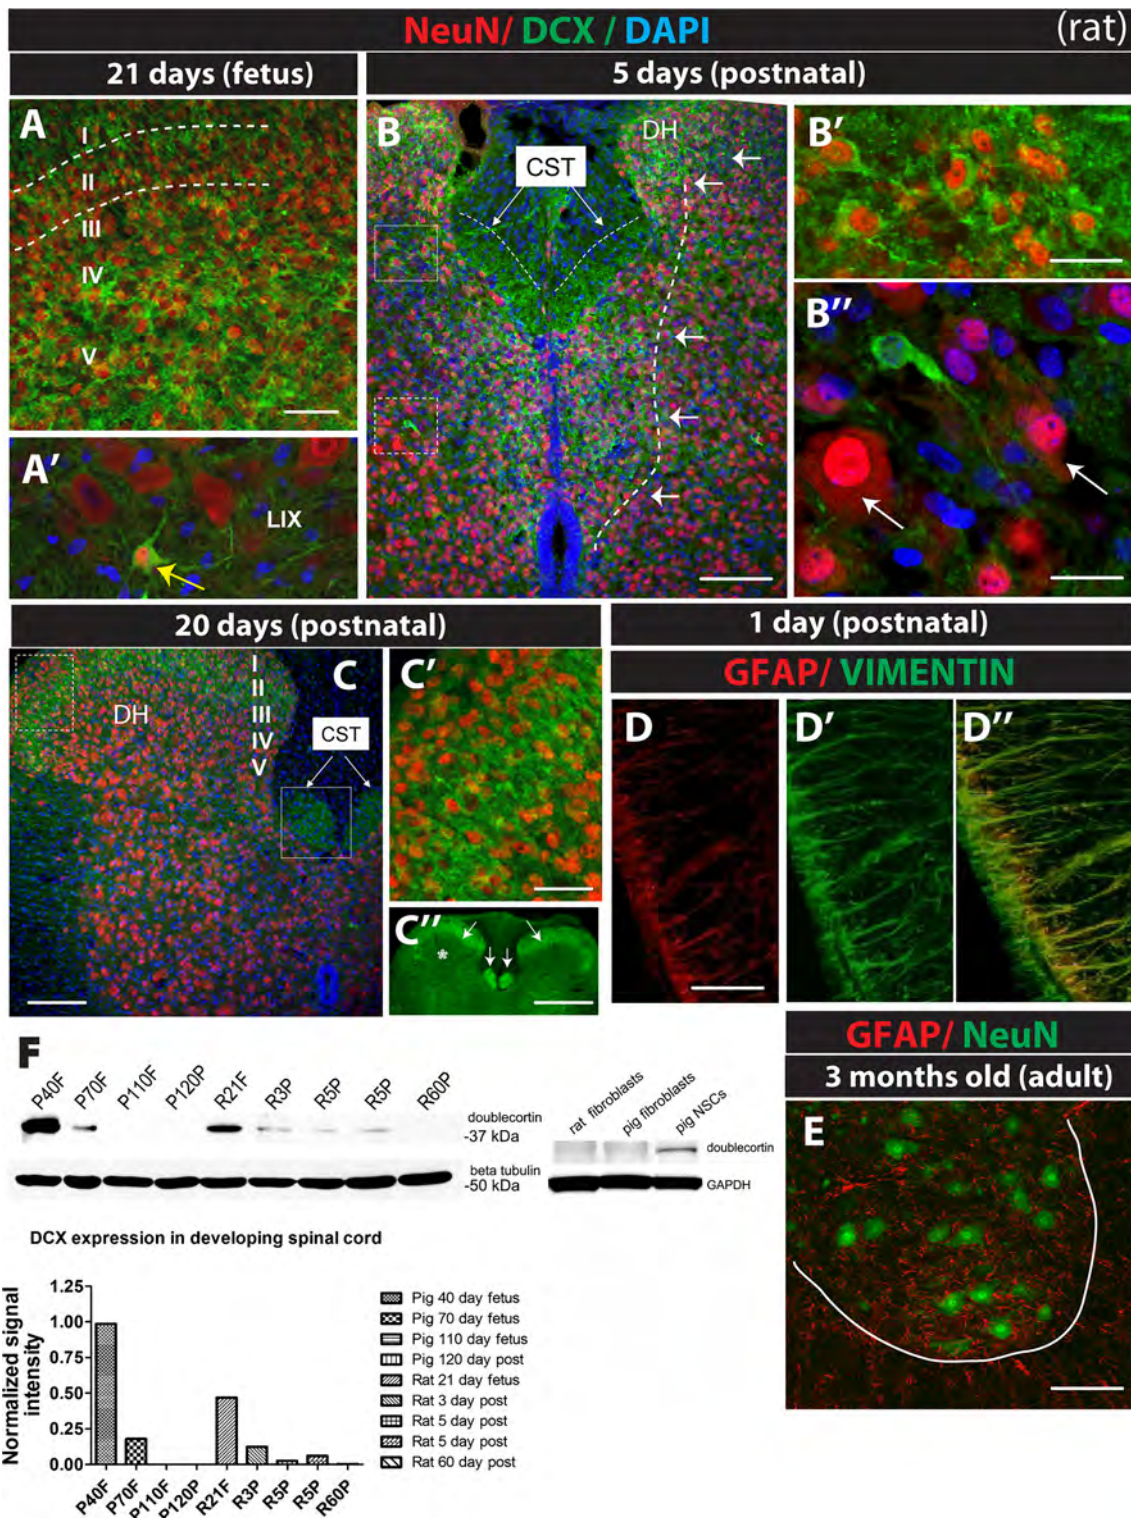 NeuN/ DCX / DAPI (rat)
21 days (fetus)
5 days (postnatal)
A
I
II
III
IV
V
A'
LIX
B
DH
CST
B'
B''
20 days (postnatal)
C
I
II
III
IV
V
DH
CST
C'
C''
*
1 day (postnatal)
GFAP/ VIMENTIN
D
D'
D''
GFAP/ NeuN
3 months old (adult)
E
F
P40F P70F P110F P120P R21F R3P R5P R5P R60P
doublecortin
-37 kDa
beta tubulin
-50 kDa
rat fibroblasts pig fibroblasts pig NSCs
doublecortin
GAPDH
DCX expression in developing spinal cord
Normalized signal
intensity
1.25
1.00
0.75
0.50
0.25
0.00
P40F P70F P110F P120P R21F R3P R5P R5P R60P
Pig 40 day fetus
Pig 70 day fetus
Pig 110 day fetus
Pig 120 day post
Rat 21 day fetus
Rat 3 day post
Rat 5 day post
Rat 5 day post
Rat 60 day post